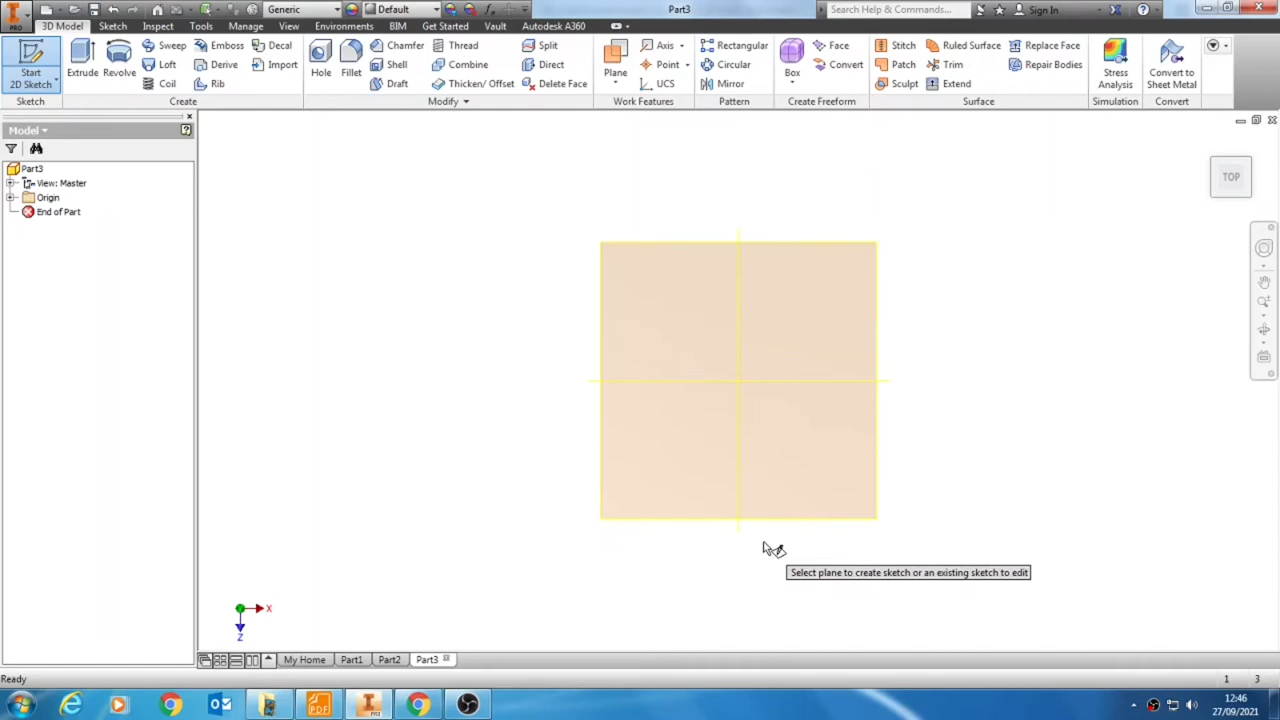 Generic
Default
Part3
Search Help & Commands...
Sign In
PRO
3D Model
Sketch
Inspect
Tools
Manage
View
Environments
BIM
Get Started
Vault
Autodesk A360
Start
2D Sketch
Extrude
Revolve
Sweep
Loft
Coil
Emboss
Derive
Rib
Decal
Import
Hole
Fillet
Chamfer
Shell
Draft
Thread
Combine
Thicken/ Offset
Split
Direct
Delete Face
Plane
Axis
Point
UCS
Rectangular
Circular
Mirror
Box
Face
Convert
Stitch
Patch
Sculpt
Ruled Surface
Trim
Extend
Replace Face
Repair Bodies
Stress
Analysis
Convert to
Sheet Metal
Sketch
Create
Modify
Work Features
Pattern
Create Freeform
Surface
Simulation
Convert
Model
Part3
View: Master
Origin
End of Part
TOP
Select plane to create sketch or an existing sketch to edit
X
Z
My Home
Part1
Part2
Part3
Ready
1
3
PDF
PRO
12:46
27/09/2021